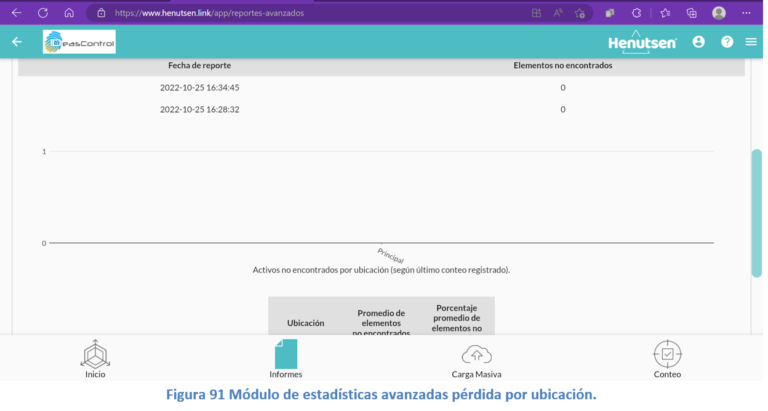 https://www.henutsen.link/app/reportes-avanzados
IDeasControl
Henutsen
Fecha de reporte Elementos no encontrados
2022-10-25 16:34:45 0
2022-10-25 16:28:32 0
1
0
Principal
Activos no encontrados por ubicación (según último conteo registrado).
Ubicación Promedio de elementos no encontrados Porcentaje promedio de elementos no
Inicio Informes Carga Masiva Conteo
Figura 91 Módulo de estadísticas avanzadas pérdida por ubicación.